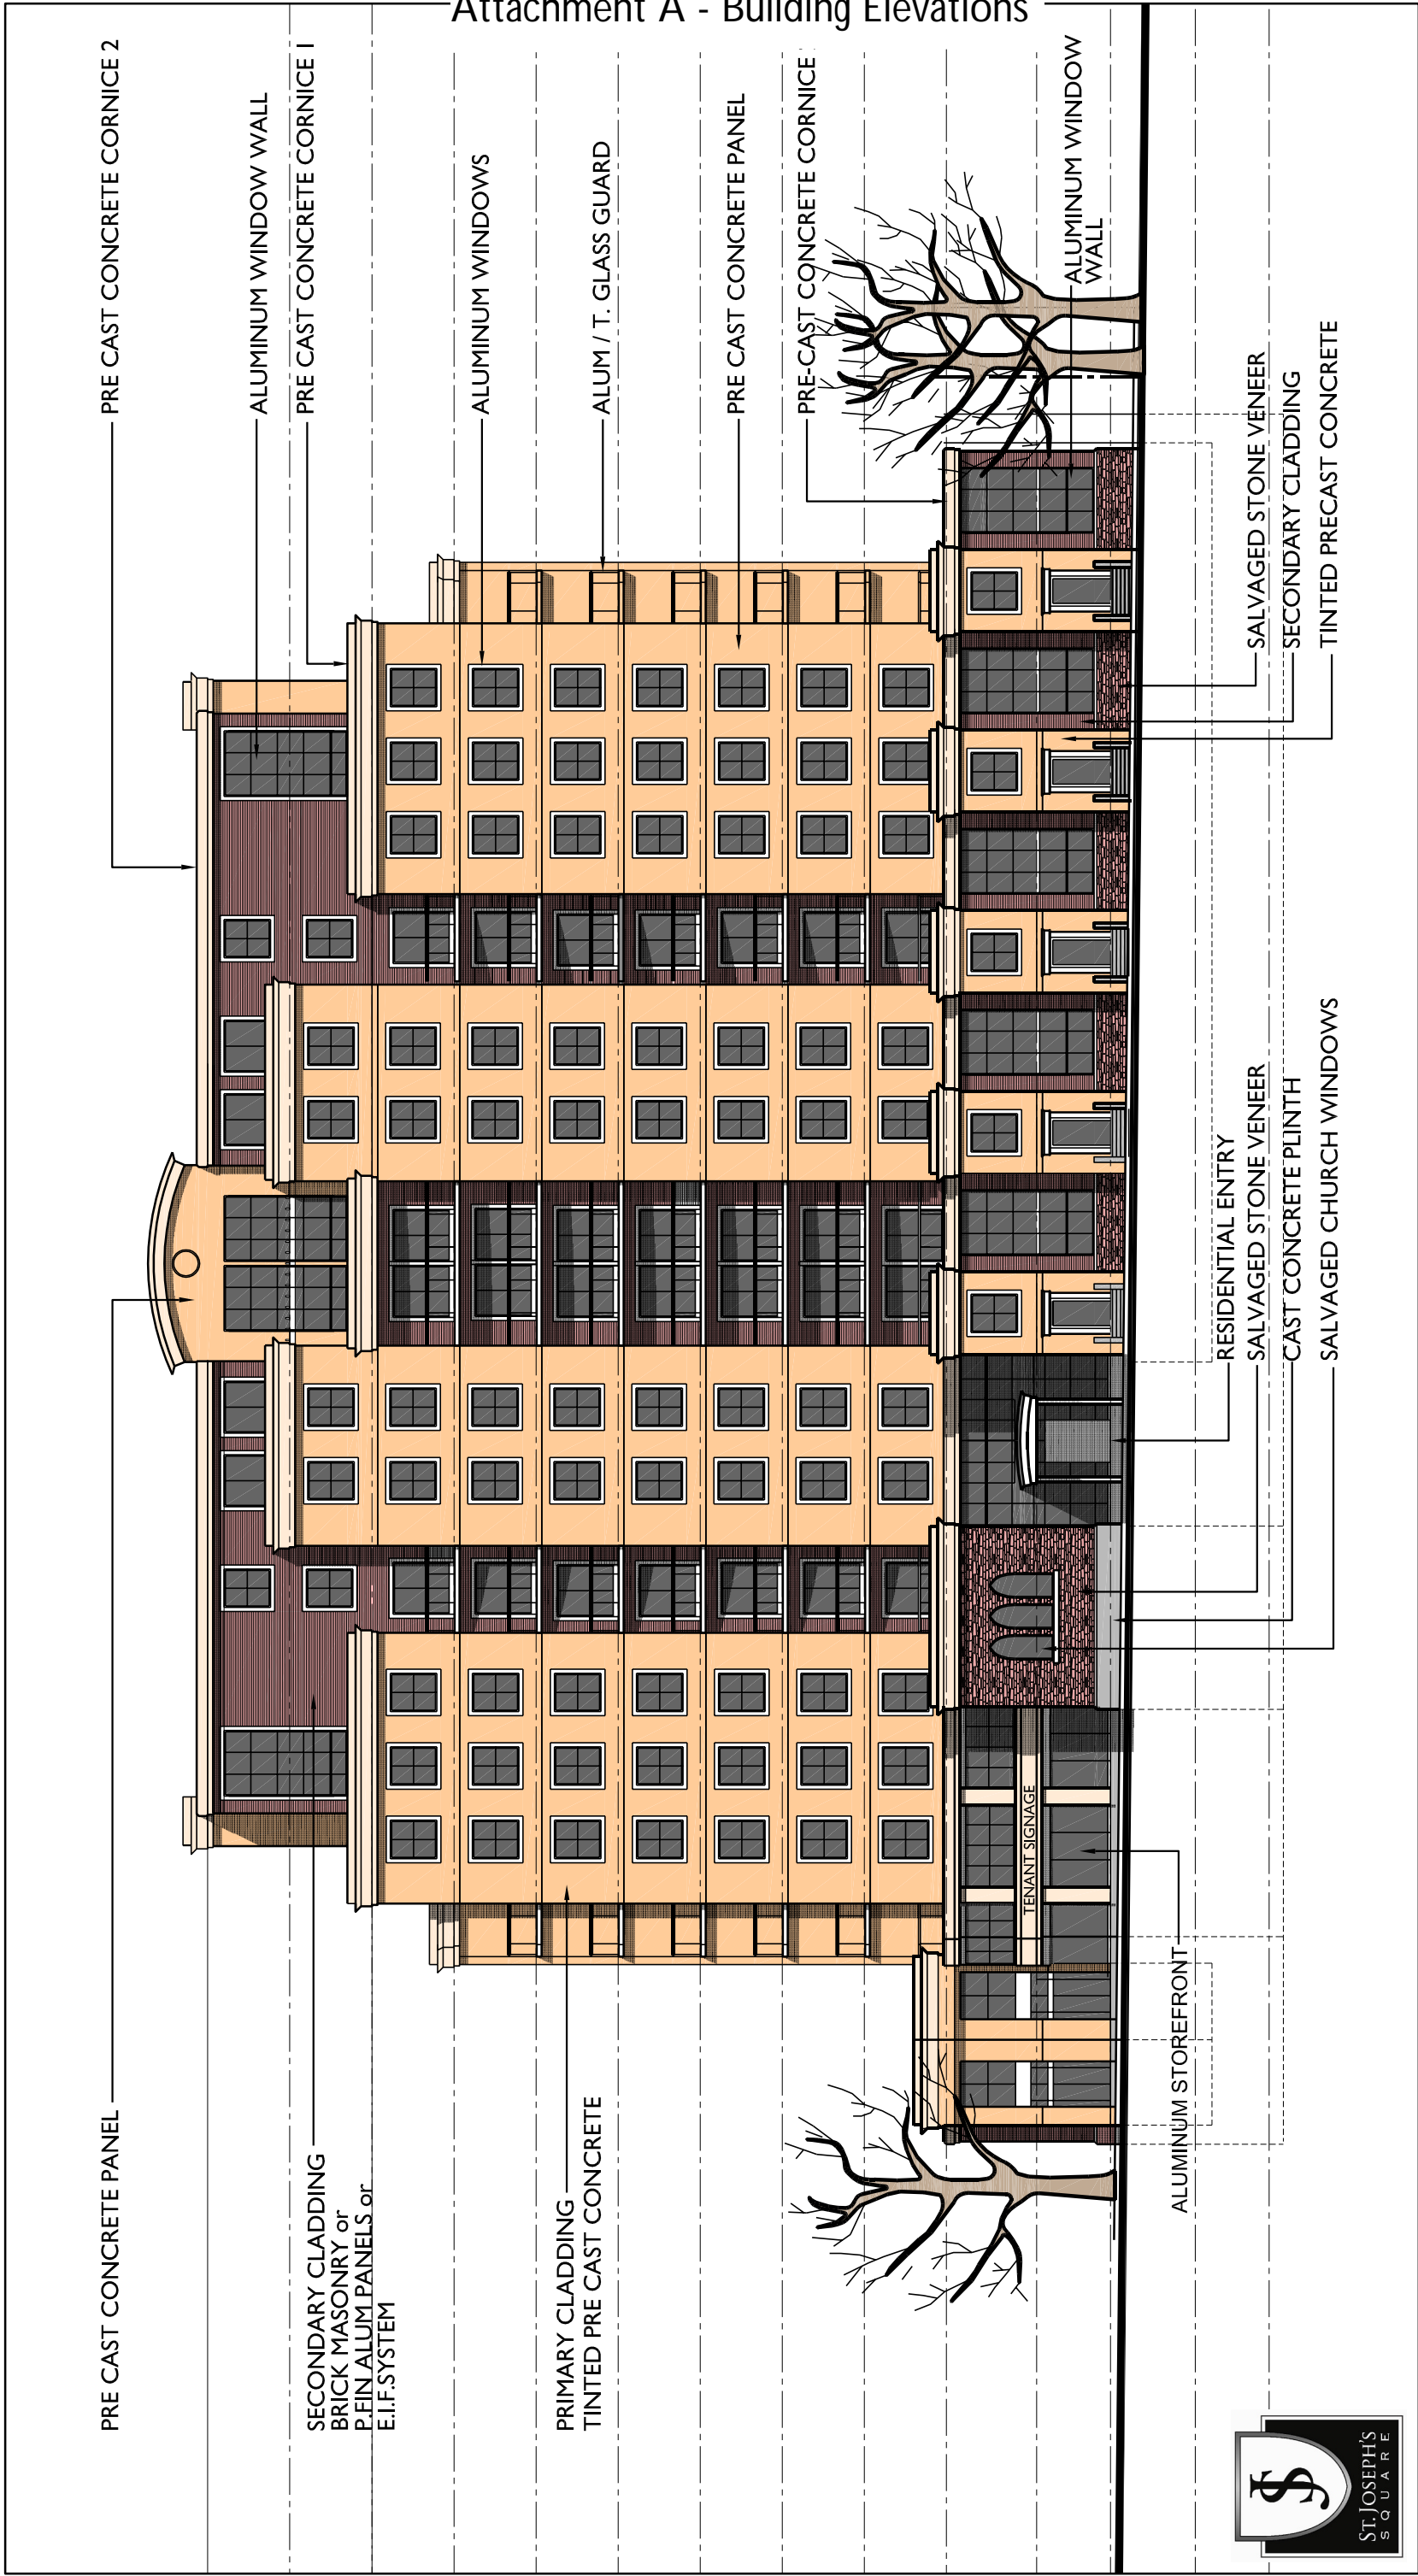 Attachment A - Building Elevations
PRE CAST CONCRETE PANEL
PRE CAST CONCRETE CORNICE 2
SECONDARY CLADDING
BRICK MASONRY or
P.FIN ALUM PANELS or
E.I.F.SYSTEM
ALUMINUM WINDOW WALL
PRE CAST CONCRETE CORNICE 1
PRIMARY CLADDING
TINTED PRE CAST CONCRETE
ALUMINUM WINDOWS
ALUM / T. GLASS GUARD
PRE CAST CONCRETE PANEL
PRE-CAST CONCRETE CORNICE
TENANT SIGNAGE
ALUMINUM WINDOW
WALL
ALUMINUM STOREFRONT
RESIDENTIAL ENTRY
SALVAGED STONE VENEER
CAST CONCRETE PLINTH
SALVAGED CHURCH WINDOWS
SALVAGED STONE VENEER
SECONDARY CLADDING
TINTED PRECAST CONCRETE
SJ
ST. JOSEPH'S
SQUARE